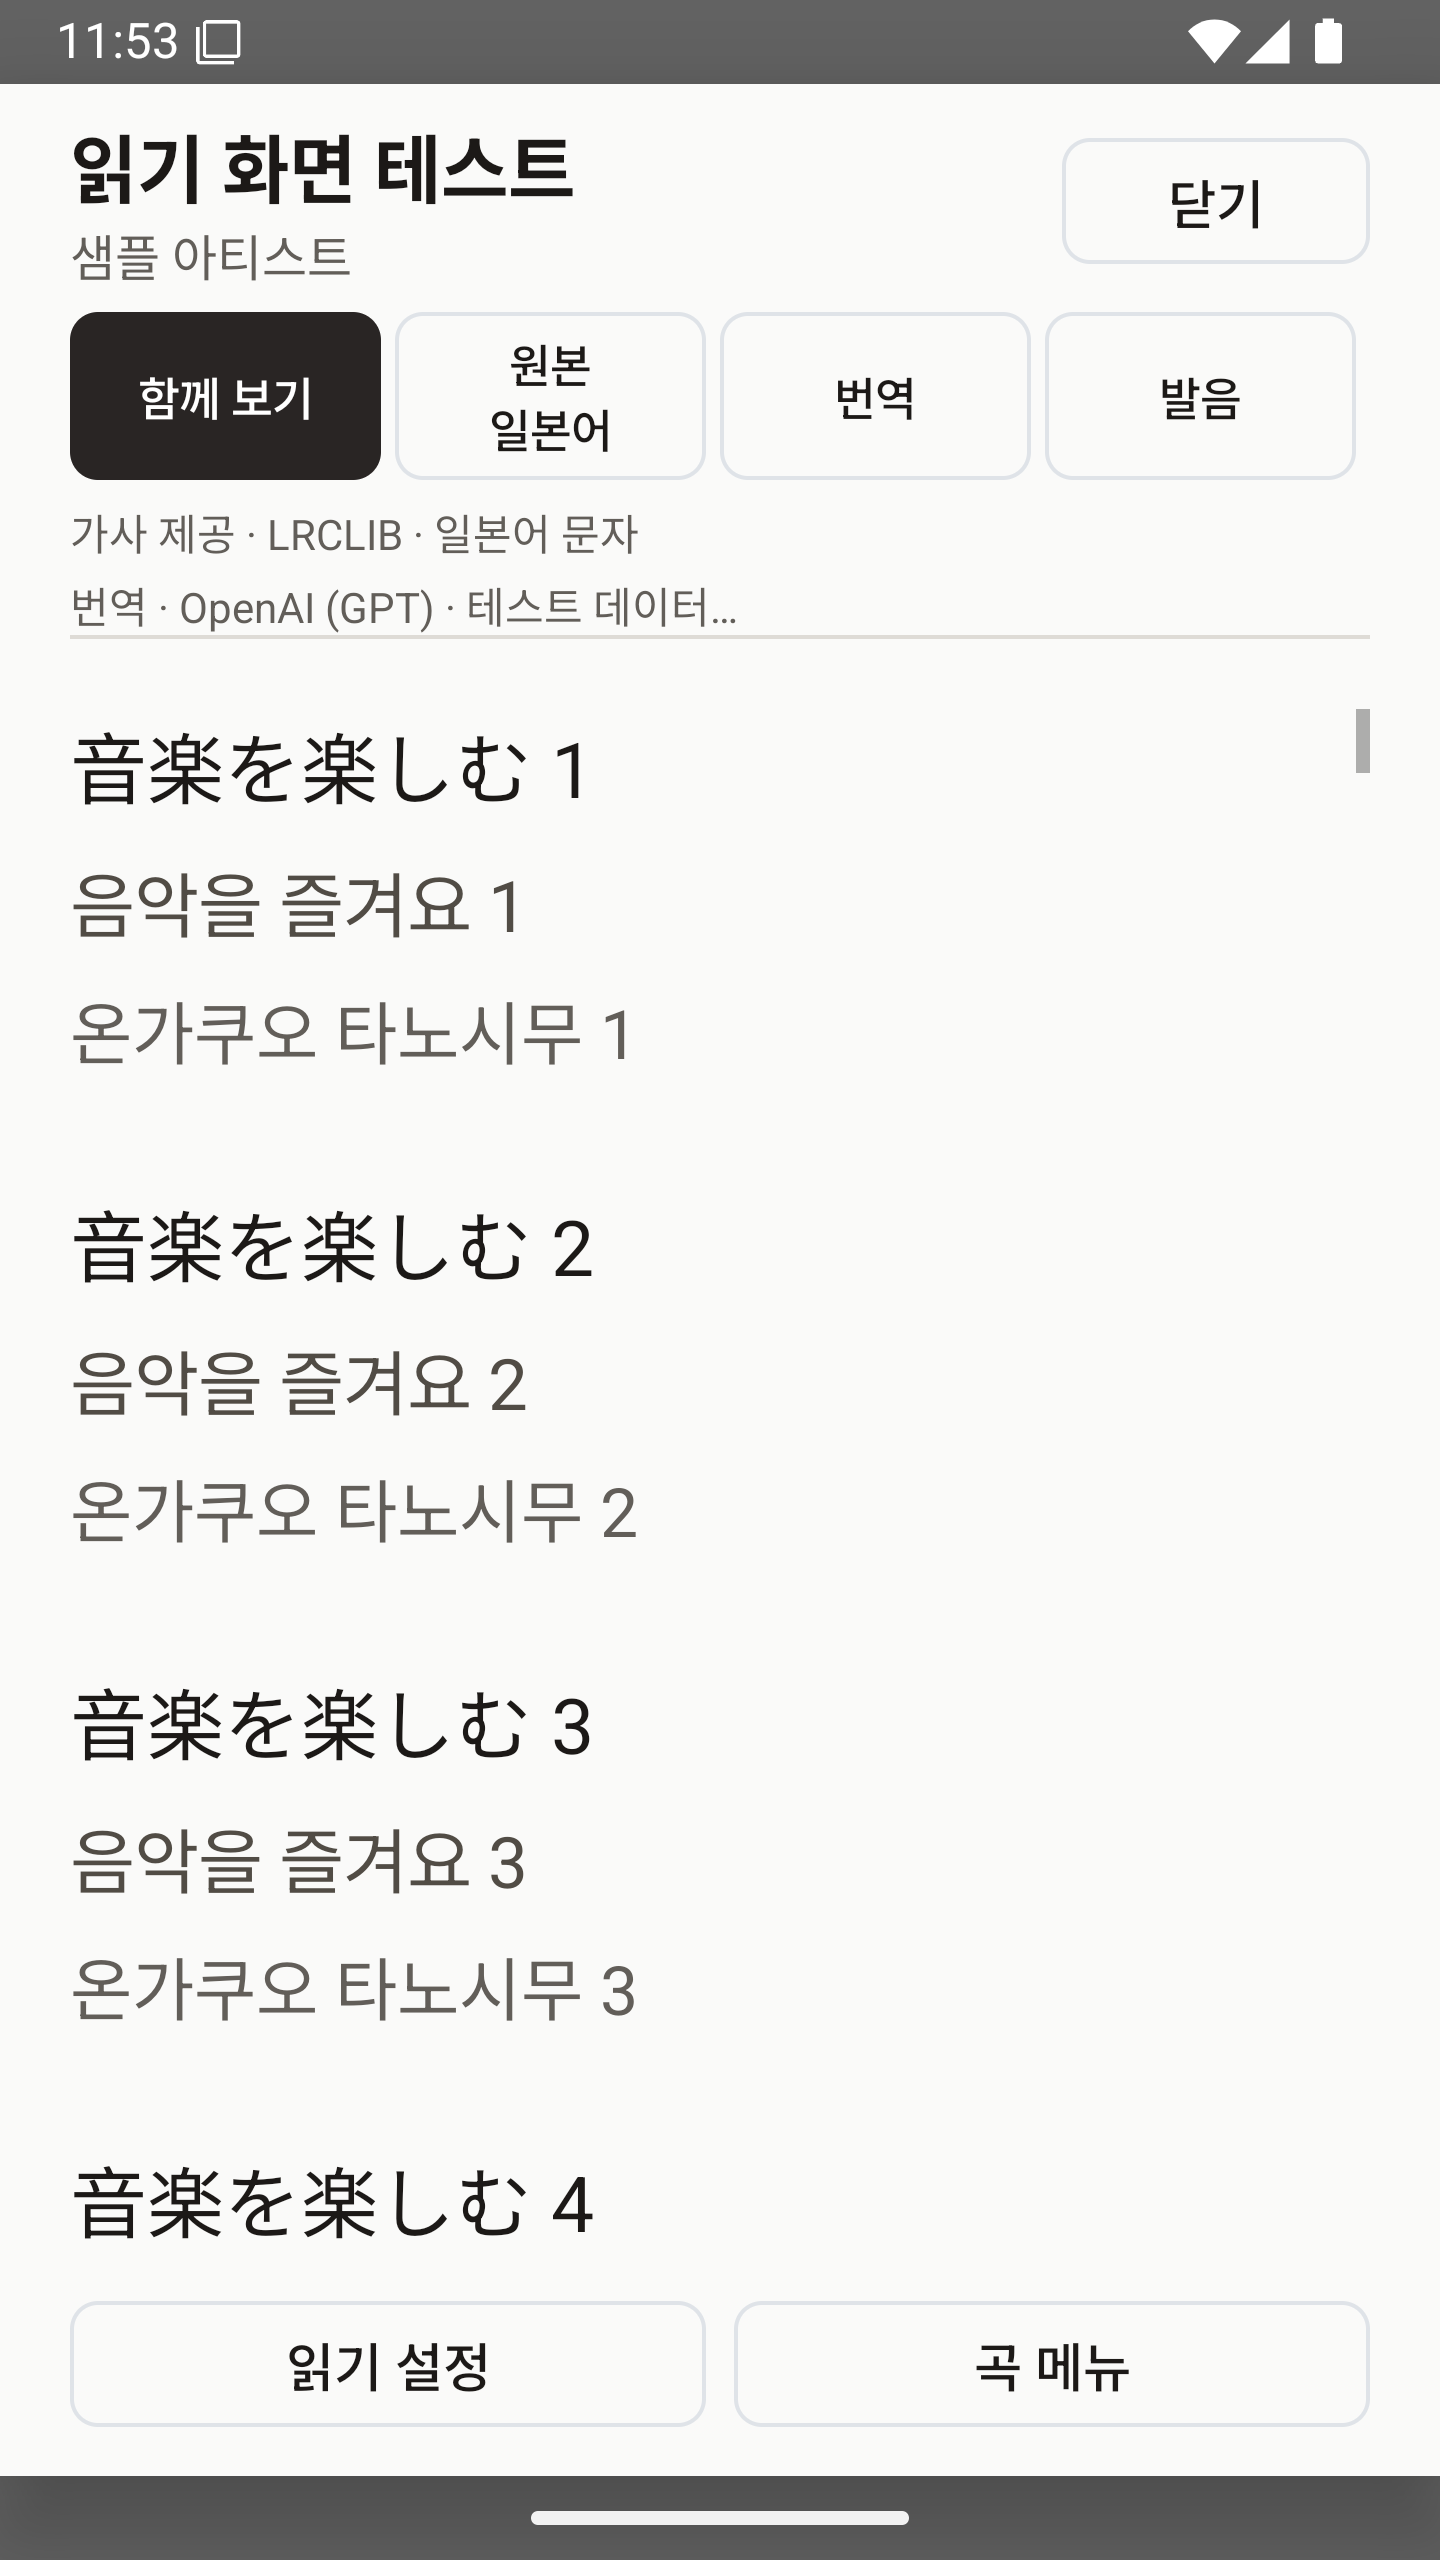 11:53
읽기 화면 테스트
닫기
샘플 아티스트
함께 보기
원본
일본어
번역
발음
가사 제공 · LRCLIB · 일본어 문자
번역 · OpenAI (GPT) · 테스트 데이터…
音楽を楽しむ 1
음악을 즐겨요 1
온가쿠오 타노시무 1
音楽を楽しむ 2
음악을 즐겨요 2
온가쿠오 타노시무 2
音楽を楽しむ 3
음악을 즐겨요 3
온가쿠오 타노시무 3
音楽を楽しむ 4
읽기 설정
곡 메뉴